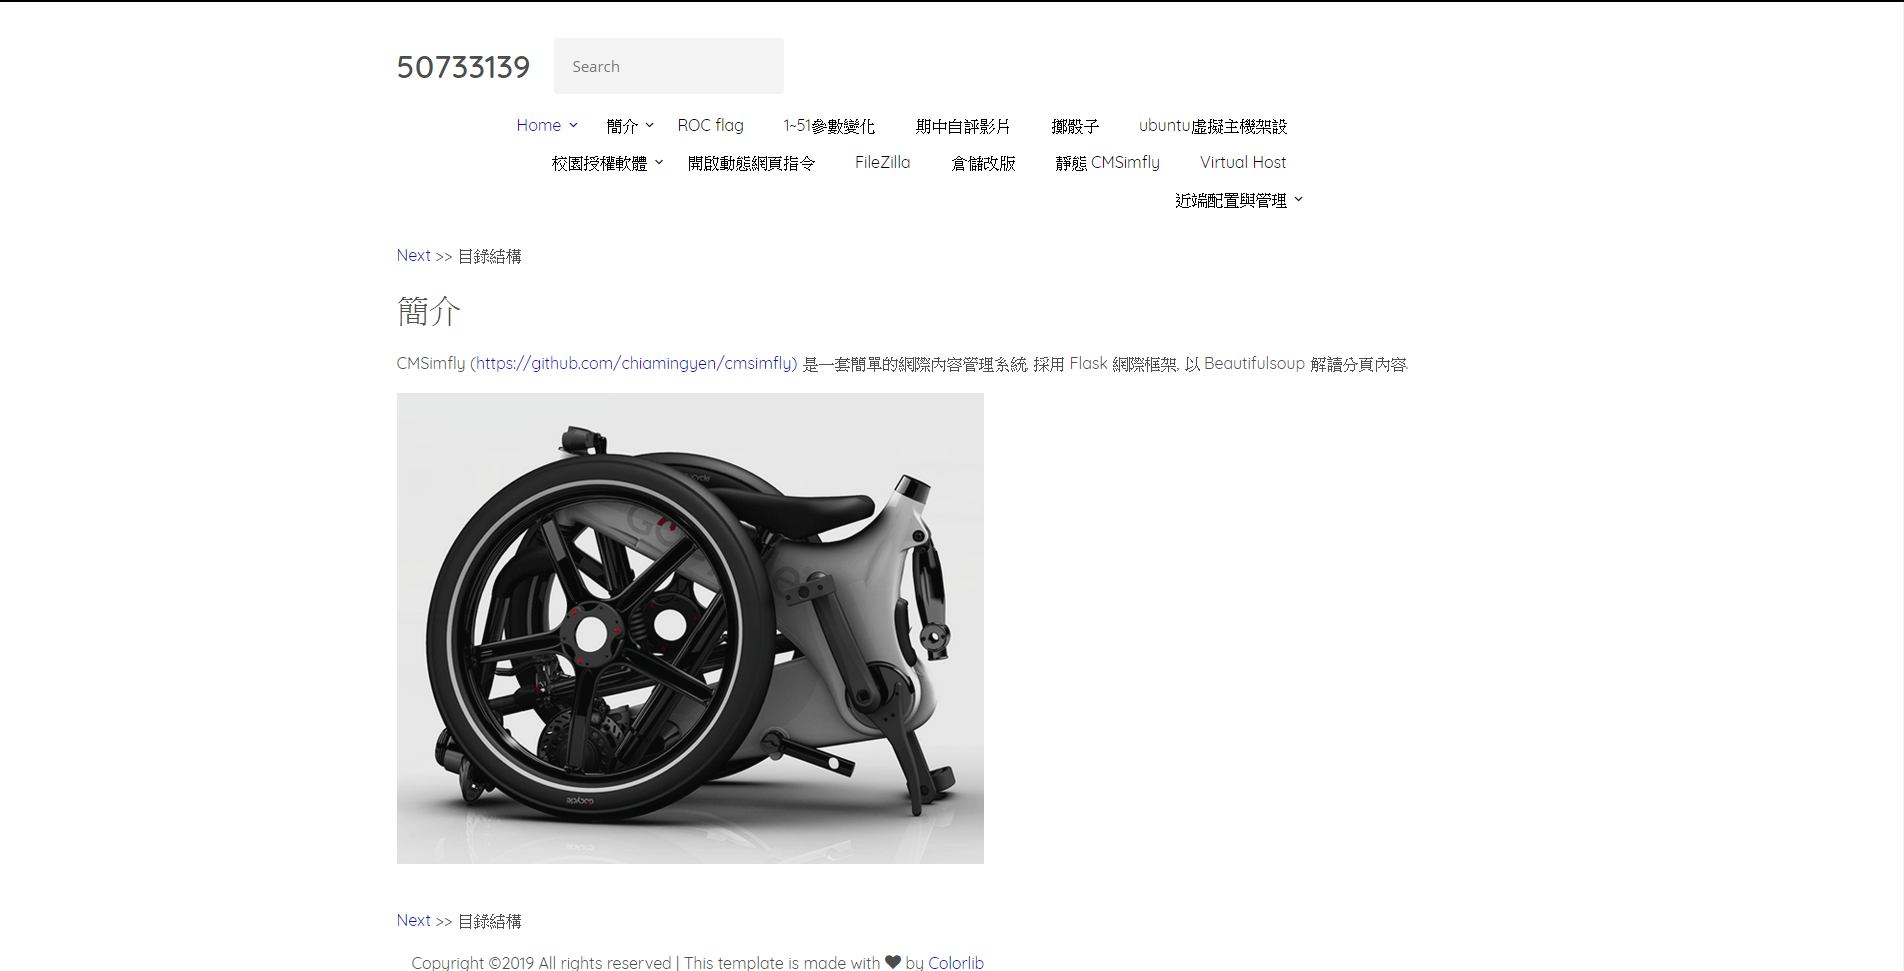 50733139 Search
Home 簡介 ROC flag 1~51參數變化 期中自評影片 擲骰子 ubuntu虛擬主機架設
校園授權軟體 開啟動態網頁指令 FileZilla 倉儲改版 靜態 CMSimfly Virtual Host
近端配置與管理
Next >> 目錄結構
簡介
CMSimfly (https://github.com/chiamingyen/cmsimfly) 是一套簡單的網際內容管理系統, 採用 Flask 網際框架, 以 Beautifulsoup 解讀分頁內容.
gocycle
Next >> 目錄結構
Copyright ©2019 All rights reserved | This template is made with ❤ by Colorlib